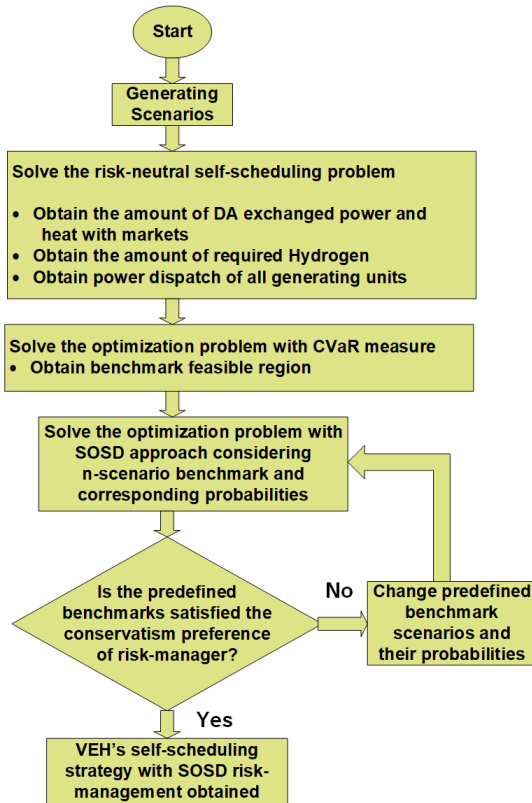 Start
Generating
Scenarios
Solve the risk-neutral self-scheduling problem
• Obtain the amount of DA exchanged power and
heat with markets
• Obtain the amount of required Hydrogen
• Obtain power dispatch of all generating units
Solve the optimization problem with CVaR measure
• Obtain benchmark feasible region
Solve the optimization problem with
SOSD approach considering
n-scenario benchmark and
corresponding probabilities
Is the predefined
benchmarks satisfied the
conservatism preference
of risk-manager?
No
Change predefined
benchmark
scenarios and
their probabilities
Yes
VEH's self-scheduling
strategy with SOSD risk-
management obtained